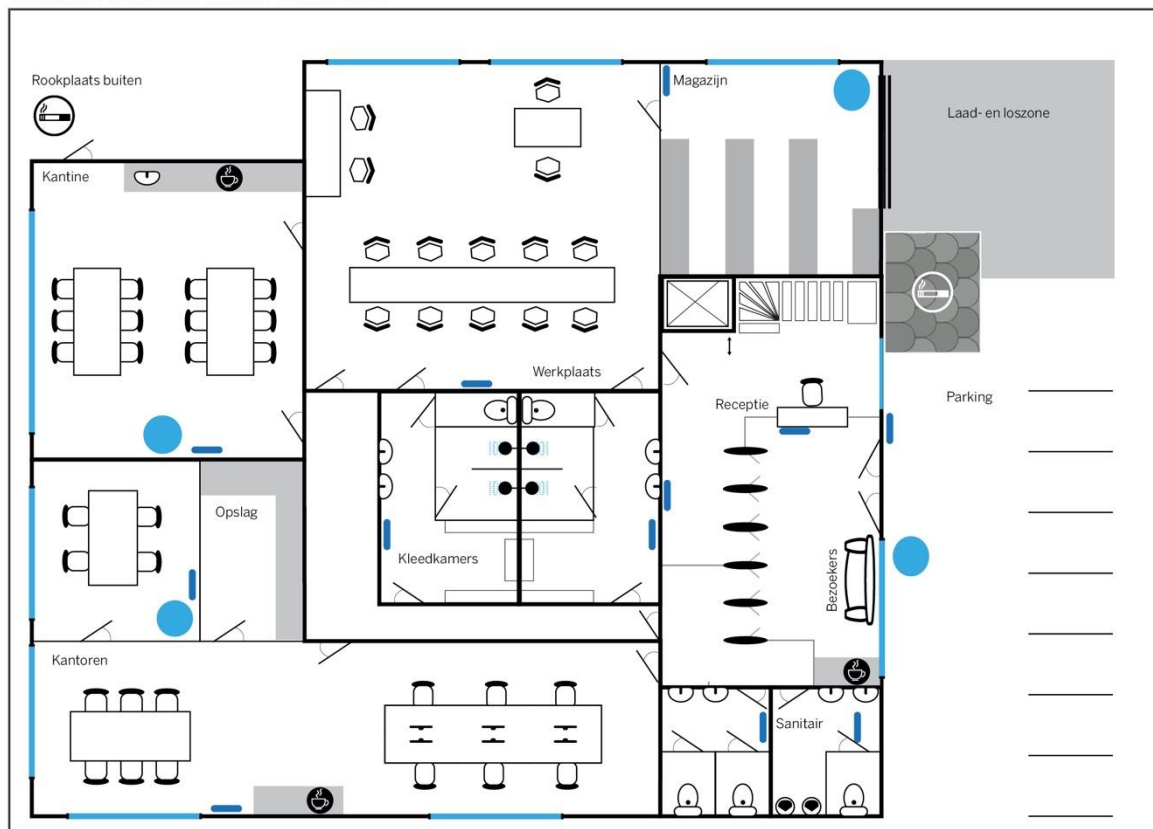 Rookplaats buiten
Magazijn
Laad- en loszone
Kantine
Werkplaats
Receptie
Parking
Opslag
Kleedkamers
Bezoekers
Kantoren
Sanitair